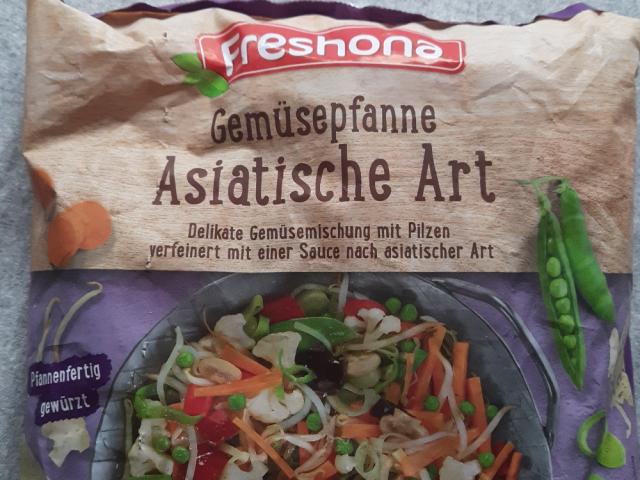 Freshona
Gemüsepfanne
Asiatische Art
Delikate Gemüsemischung mit Pilzen
verfeinert mit einer Sauce nach asiatischer Art
Pfannenfertig
gewürzt